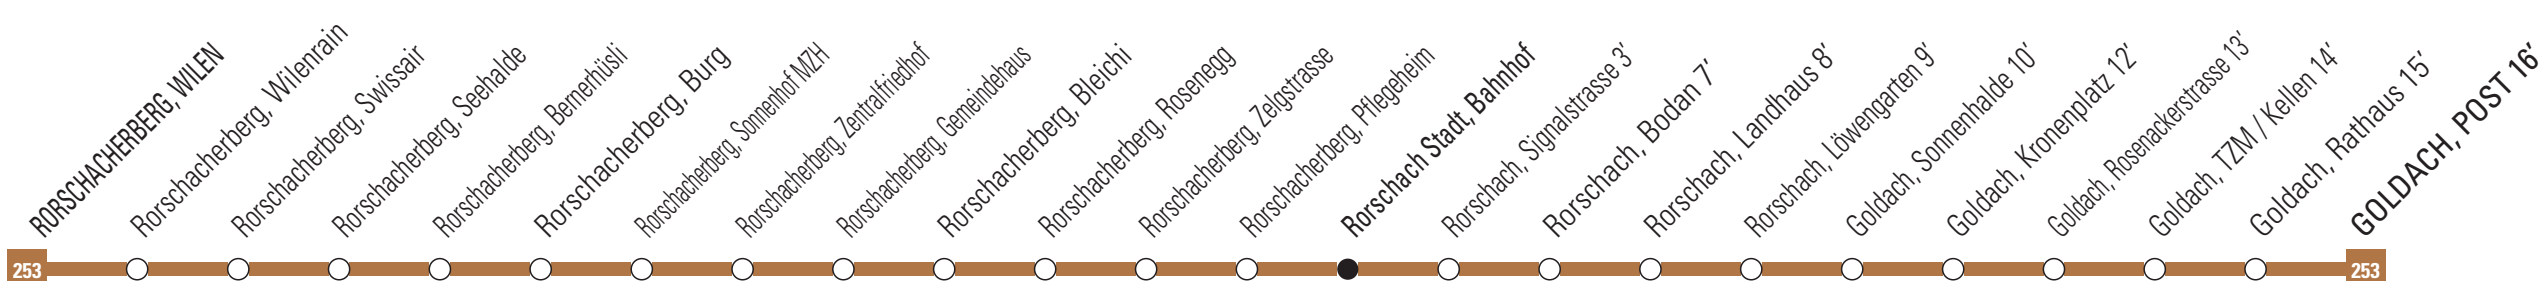 RORSCHACHERBERG, WILEN
Rorschacherberg, Wilenrain
Rorschacherberg, Swissair
Rorschacherberg, Seehalde
Rorschacherberg, Bernerhüsli
Rorschacherberg, Burg
Rorschacherberg, Sonnenhof MZH
Rorschacherberg, Zentralfriedhof
Rorschacherberg, Gemeindehaus
Rorschacherberg, Bleichi
Rorschacherberg, Rosenegg
Rorschacherberg, Zelgstrasse
Rorschacherberg, Pflegeheim
Rorschach Stadt, Bahnhof
Rorschach, Signalstrasse 3'
Rorschach, Bodan 7'
Rorschach, Landhaus 8'
Rorschach, Löwengarten 9'
Goldach, Sonnenhalde 10'
Goldach, Kronenplatz 12'
Goldach, Rosenackerstrasse 13'
Goldach, TZM / Kellen 14'
Goldach, Rathaus 15'
GOLDACH, POST 16'
253
253